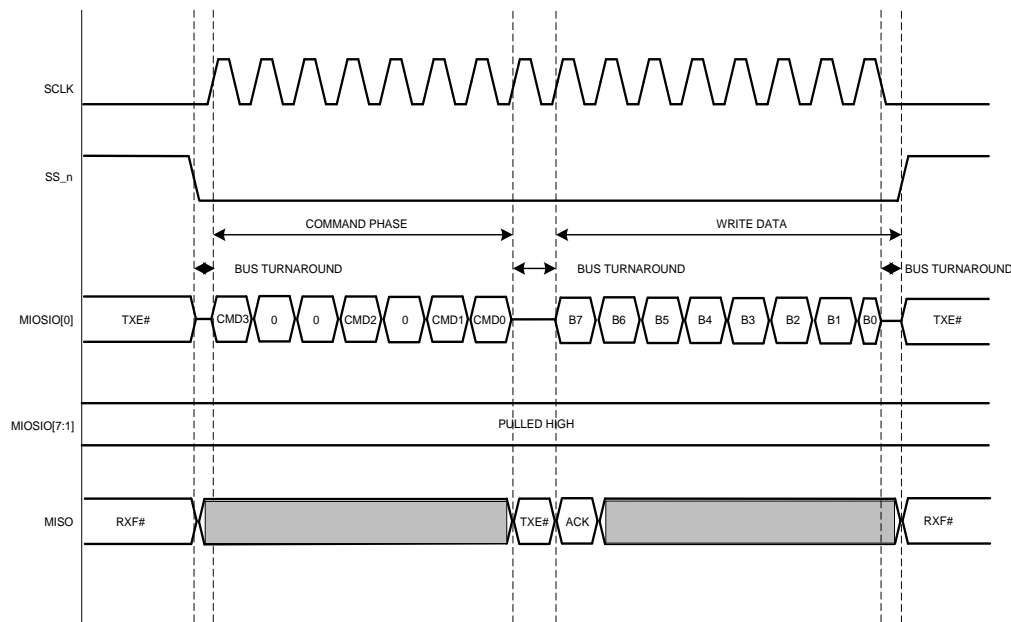 SCLK
SS_n
COMMAND PHASE WRITE DATA
BUS TURNAROUND BUS TURNAROUND BUS TURNAROUND
MIOSIO[0] TXE# CMD3 0 0 CMD2 0 CMD1 CMD0 B7 B6 B5 B4 B3 B2 B1 B0 TXE#
MIOSIO[7:1] PULLED HIGH
MISO RXF# TXE# ACK RXF#